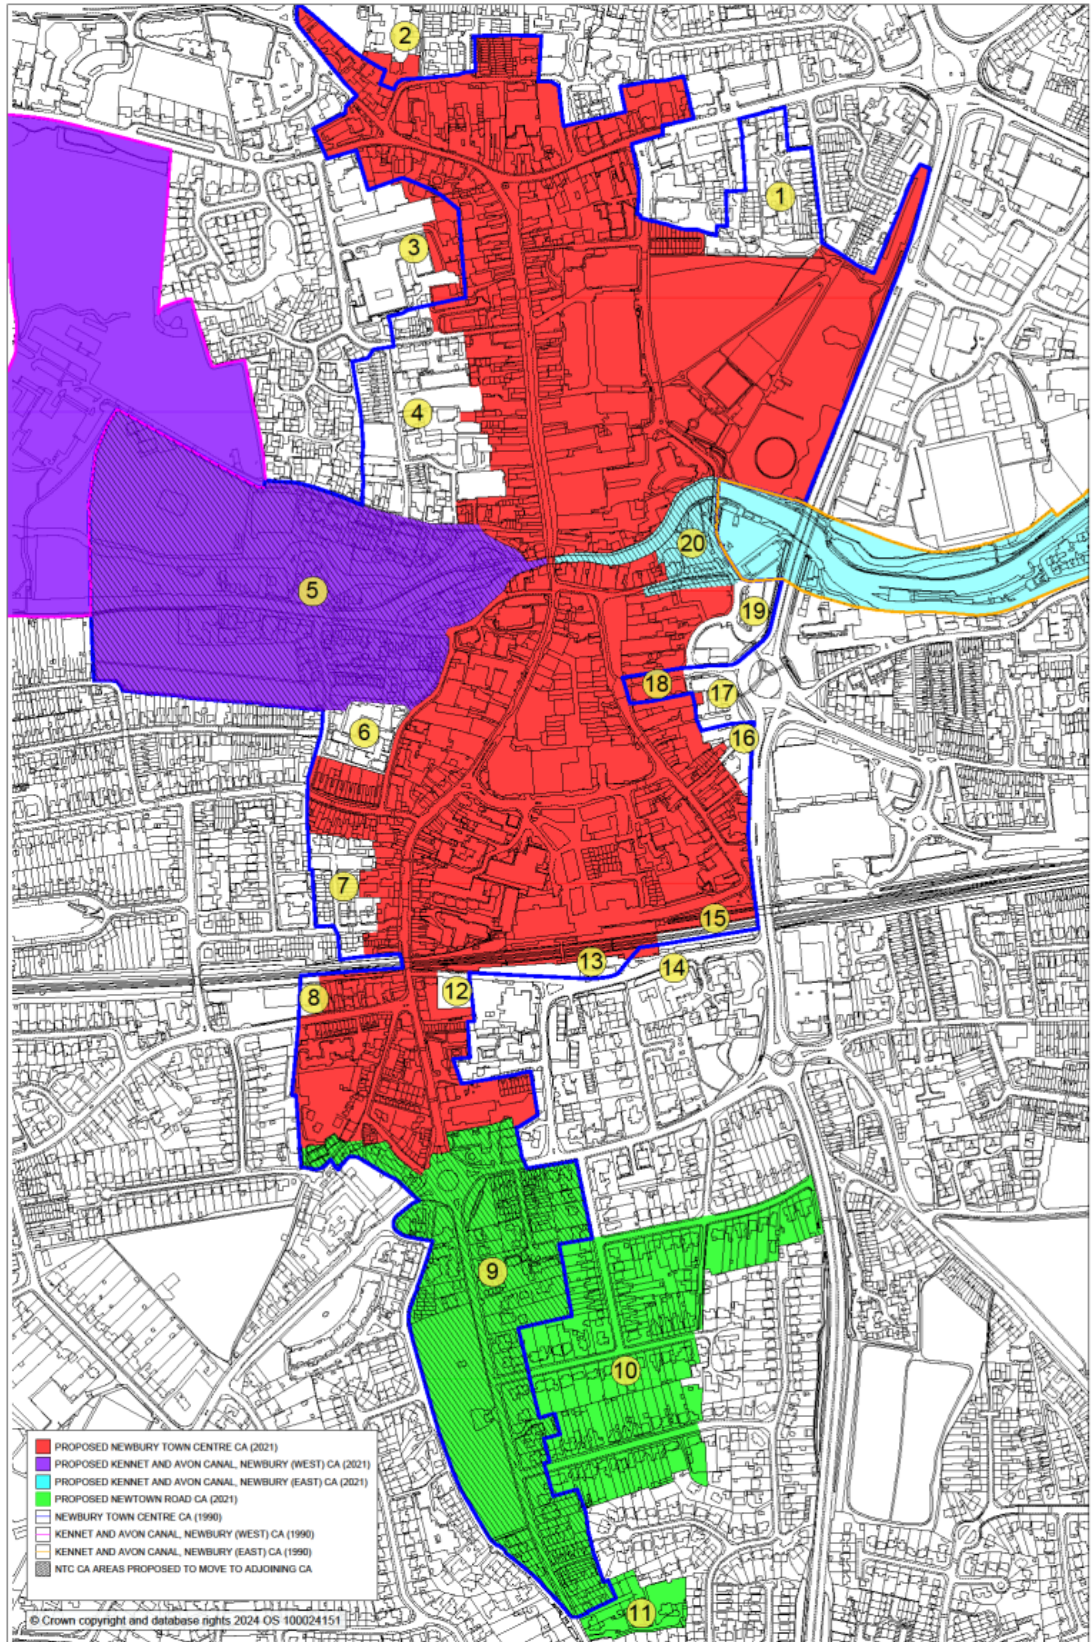 2
1
3
4
5
20
19
18
17
16
6
7
15
13
14
12
8
9
10
11
PROPOSED NEWBURY TOWN CENTRE CA (2021)
PROPOSED KENNET AND AVON CANAL, NEWBURY (WEST) CA (2021)
PROPOSED KENNET AND AVON CANAL, NEWBURY (EAST) CA (2021)
PROPOSED NEWTOWN ROAD CA (2021)
NEWBURY TOWN CENTRE CA (1990)
KENNET AND AVON CANAL, NEWBURY (WEST) CA (1990)
KENNET AND AVON CANAL, NEWBURY (EAST) CA (1990)
NTC CA AREAS PROPOSED TO MOVE TO ADJOINING CA
© Crown copyright and database rights 2024 OS 100024151